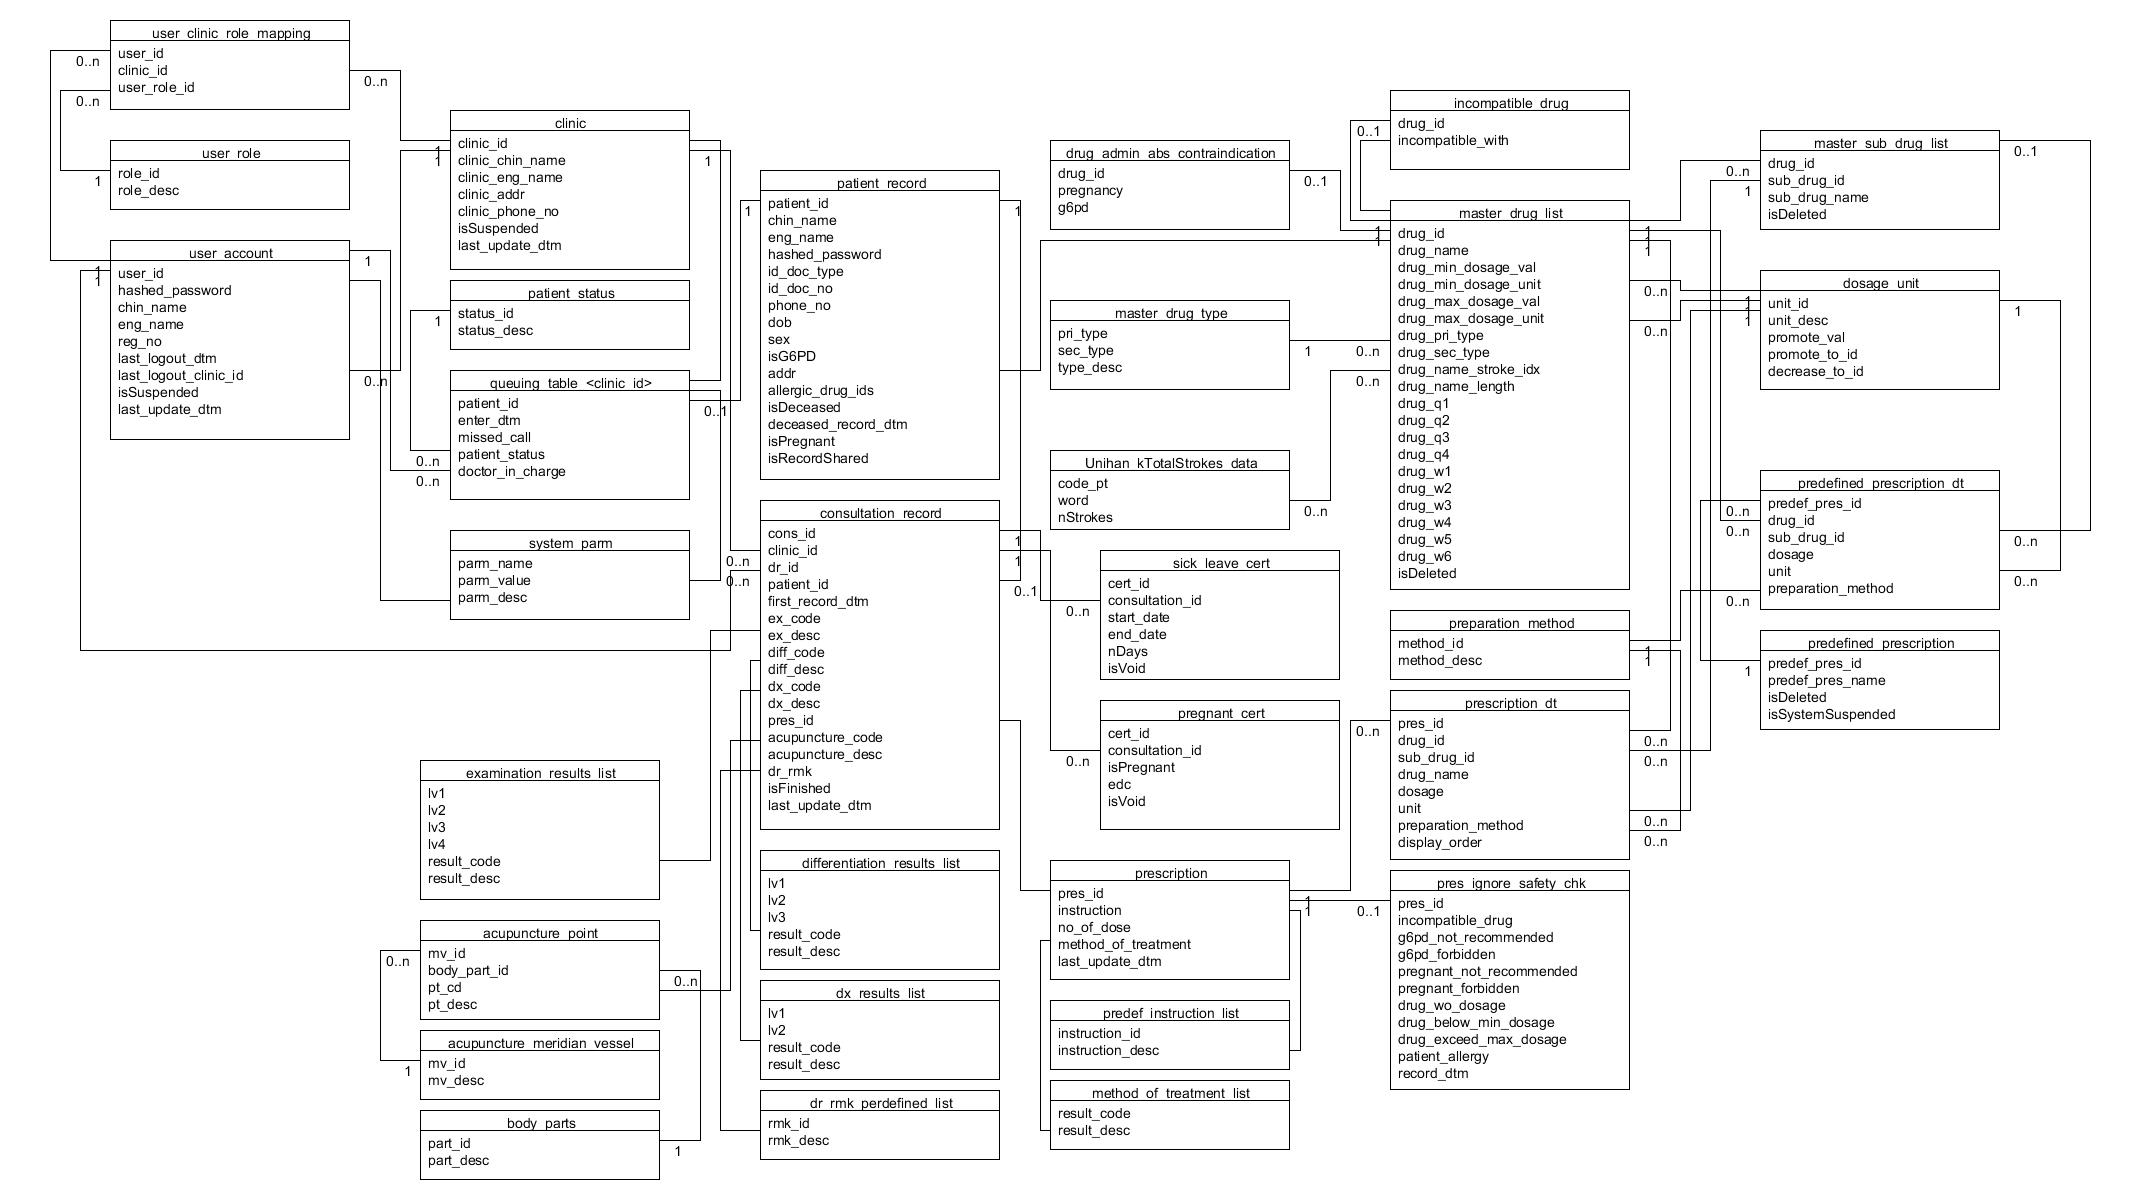 user_clinic_role_mapping
user_id
clinic_id
user_role_id
0..n
0..n
0..n
user_role
role_id
role_desc
1
user_account
user_id
hashed_password
chin_name
eng_name
reg_no
last_logout_dtm
last_logout_clinic_id
isSuspended
last_update_dtm
1
1
1
0..n
clinic
clinic_id
clinic_chin_name
clinic_eng_name
clinic_addr
clinic_phone_no
isSuspended
last_update_dtm
1
1
1
patient_status
status_id
status_desc
1
queuing_table_<clinic_id>
patient_id
enter_dtm
missed_call
patient_status
doctor_in_charge
0..1
0..n
0..n
system_parm
parm_name
parm_value
parm_desc
patient_record
patient_id
chin_name
eng_name
hashed_password
id_doc_type
id_doc_no
phone_no
dob
sex
isG6PD
addr
allergic_drug_ids
isDeceased
deceased_record_dtm
isPregnant
isRecordShared
1
1
consultation_record
cons_id
clinic_id
dr_id
patient_id
first_record_dtm
ex_code
ex_desc
diff_code
diff_desc
dx_code
dx_desc
pres_id
acupuncture_code
acupuncture_desc
dr_rmk
isFinished
last_update_dtm
0..n
0..n
1
1
0..1
examination_results_list
lv1
lv2
lv3
lv4
result_code
result_desc
acupuncture_point
mv_id
body_part_id
pt_cd
pt_desc
0..n
0..n
acupuncture_meridian_vessel
mv_id
mv_desc
1
body_parts
part_id
part_desc
1
differentiation_results_list
lv1
lv2
lv3
result_code
result_desc
dx_results_list
lv1
lv2
result_code
result_desc
dr_rmk_perdefined_list
rmk_id
rmk_desc
drug_admin_abs_contraindication
drug_id
pregnancy
g6pd
0..1
master_drug_type
pri_type
sec_type
type_desc
1
0..n
Unihan_kTotalStrokes_data
code_pt
word
nStrokes
0..n
0..n
sick_leave_cert
cert_id
consultation_id
start_date
end_date
nDays
isVoid
0..n
pregnant_cert
cert_id
consultation_id
isPregnant
edc
isVoid
0..n
prescription
pres_id
instruction
no_of_dose
method_of_treatment
last_update_dtm
1
1
predef_instruction_list
instruction_id
instruction_desc
method_of_treatment_list
result_code
result_desc
incompatible_drug
drug_id
incompatible_with
0..1
master_drug_list
drug_id
drug_name
drug_min_dosage_val
drug_min_dosage_unit
drug_max_dosage_val
drug_max_dosage_unit
drug_pri_type
drug_sec_type
drug_name_stroke_idx
drug_name_length
drug_q1
drug_q2
drug_q3
drug_q4
drug_w1
drug_w2
drug_w3
drug_w4
drug_w5
drug_w6
isDeleted
1
1
1
1
1
0..n
0..n
preparation_method
method_id
method_desc
1
1
prescription_dt
pres_id
drug_id
sub_drug_id
drug_name
dosage
unit
preparation_method
display_order
0..n
0..n
0..n
0..n
0..n
pres_ignore_safety_chk
pres_id
incompatible_drug
g6pd_not_recommended
g6pd_forbidden
pregnant_not_recommended
pregnant_forbidden
drug_wo_dosage
drug_below_min_dosage
drug_exceed_max_dosage
patient_allergy
record_dtm
0..1
master_sub_drug_list
drug_id
sub_drug_id
sub_drug_name
isDeleted
0..n
1
0..1
dosage_unit
unit_id
unit_desc
promote_val
promote_to_id
decrease_to_id
1
1
1
1
predefined_prescription_dt
predef_pres_id
drug_id
sub_drug_id
dosage
unit
preparation_method
0..n
0..n
0..n
0..n
0..n
predefined_prescription
predef_pres_id
predef_pres_name
isDeleted
isSystemSuspended
1